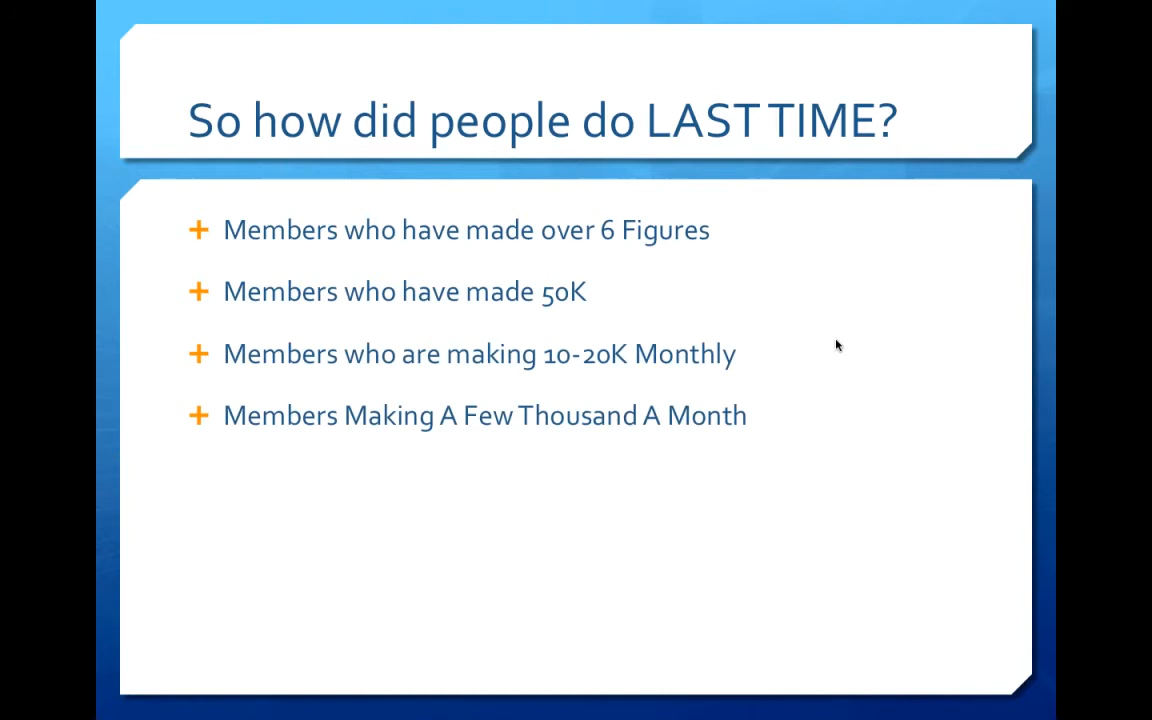 So how did people do LAST TIME?
Members who have made over 6 Figures
Members who have made 50K
Members who are making 10-20K Monthly
Members Making A Few Thousand A Month